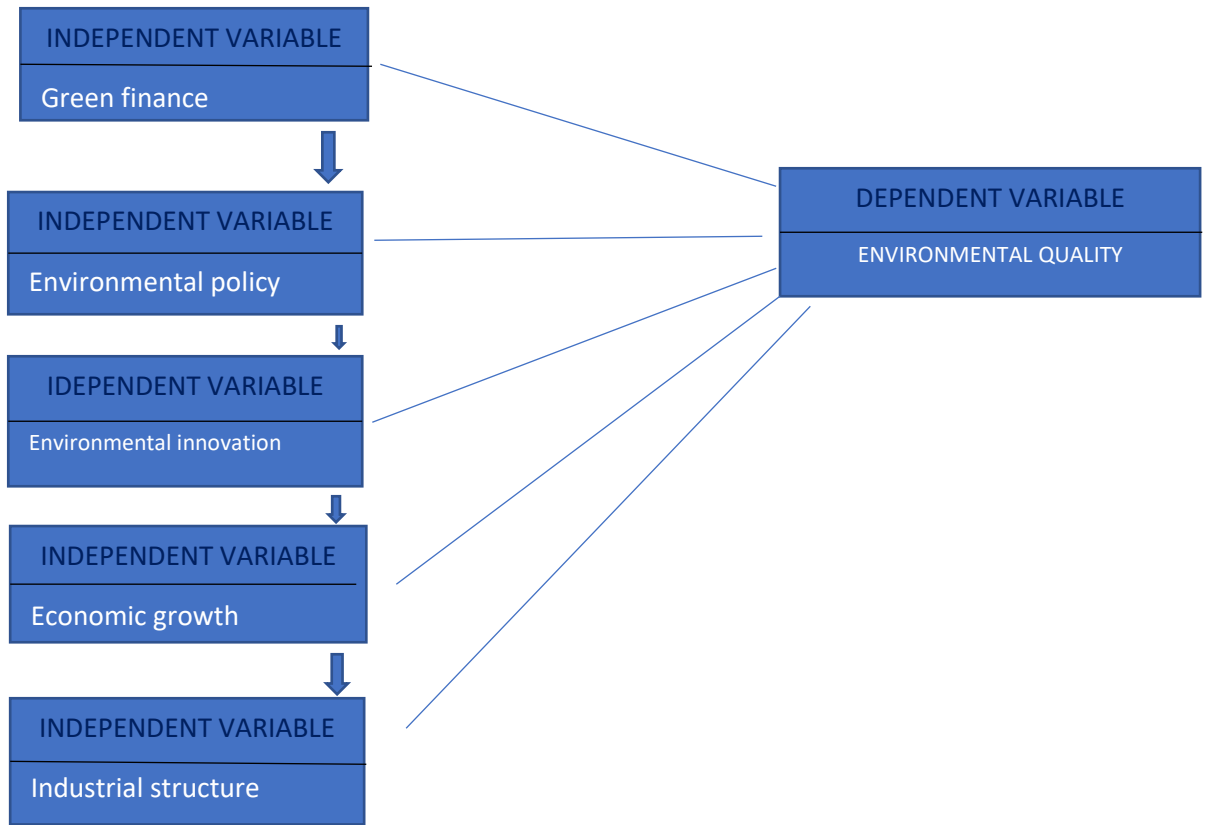 INDEPENDENT VARIABLE
Green finance
INDEPENDENT VARIABLE
Environmental policy
IDEPENDENT VARIABLE
Environmental innovation
INDEPENDENT VARIABLE
Economic growth
INDEPENDENT VARIABLE
Industrial structure
DEPENDENT VARIABLE
ENVIRONMENTAL QUALITY